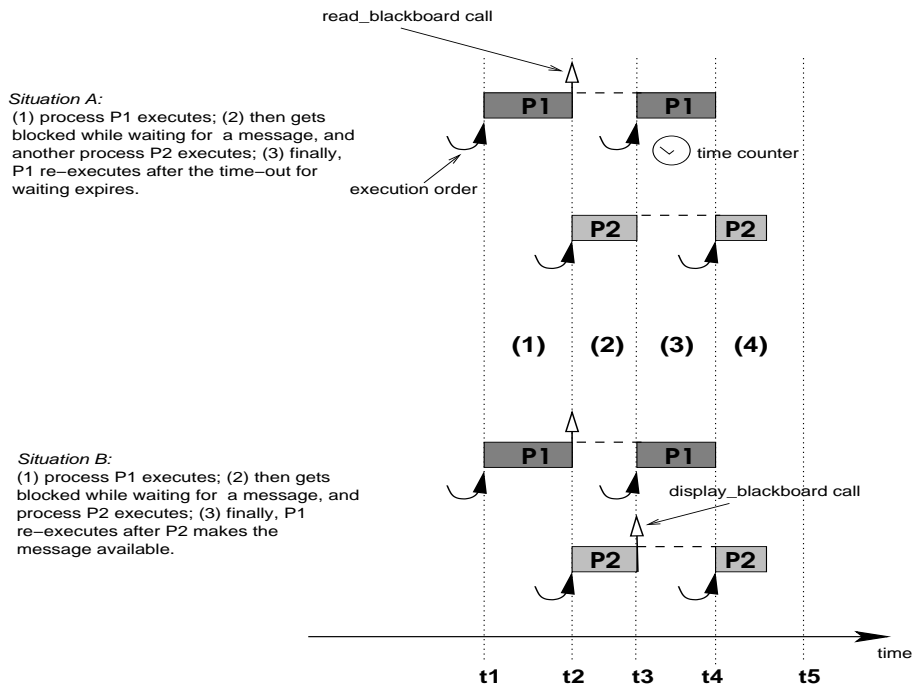 read_blackboard call
Situation A:
(1) process P1 executes; (2) then gets
blocked while waiting for a message, and
another process P2 executes; (3) finally,
P1 re-executes after the time-out for
waiting expires.
P1
P1
time counter
execution order
P2
P2
(1)
(2)
(3)
(4)
Situation B:
(1) process P1 executes; (2) then gets
blocked while waiting for a message, and
process P2 executes; (3) finally, P1
re-executes after P2 makes the
message available.
P1
P1
display_blackboard call
P2
P2
time
t1
t2
t3
t4
t5